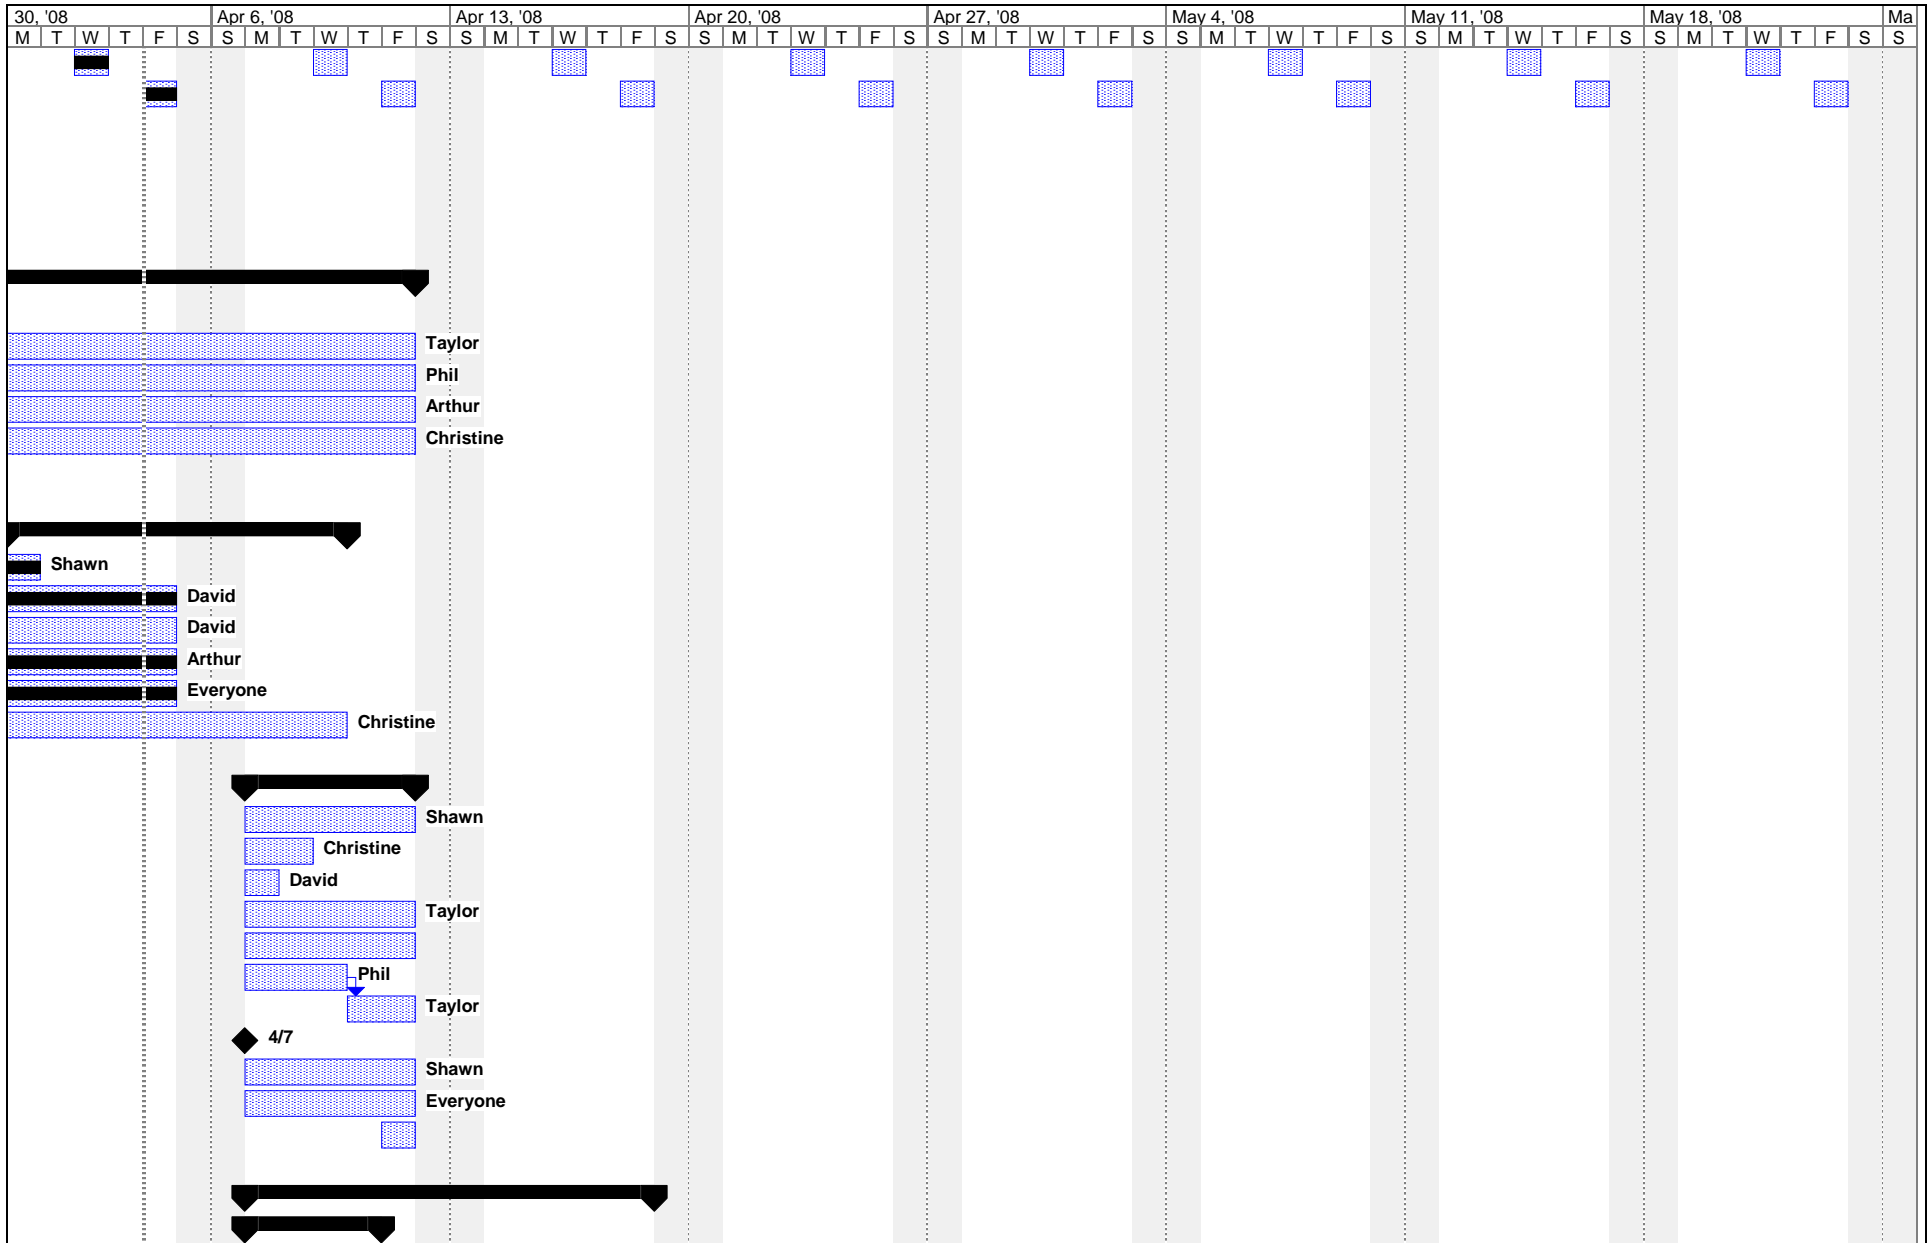 30, '08 Apr 6, '08 Apr 13, '08 Apr 20, '08 Apr 27, '08 May 4, '08 May 11, '08 May 18, '08 Ma
M T W T F S S M T W T F S S M T W T F S S M T W T F S S M T W T F S S M T W T F S S M T W T F S S M T W T F S S
Taylor
Phil
Arthur
Christine
Shawn
David
David
Arthur
Everyone
Christine
Shawn
Christine
David
Taylor
Phil
Taylor
4/7
Shawn
Everyone